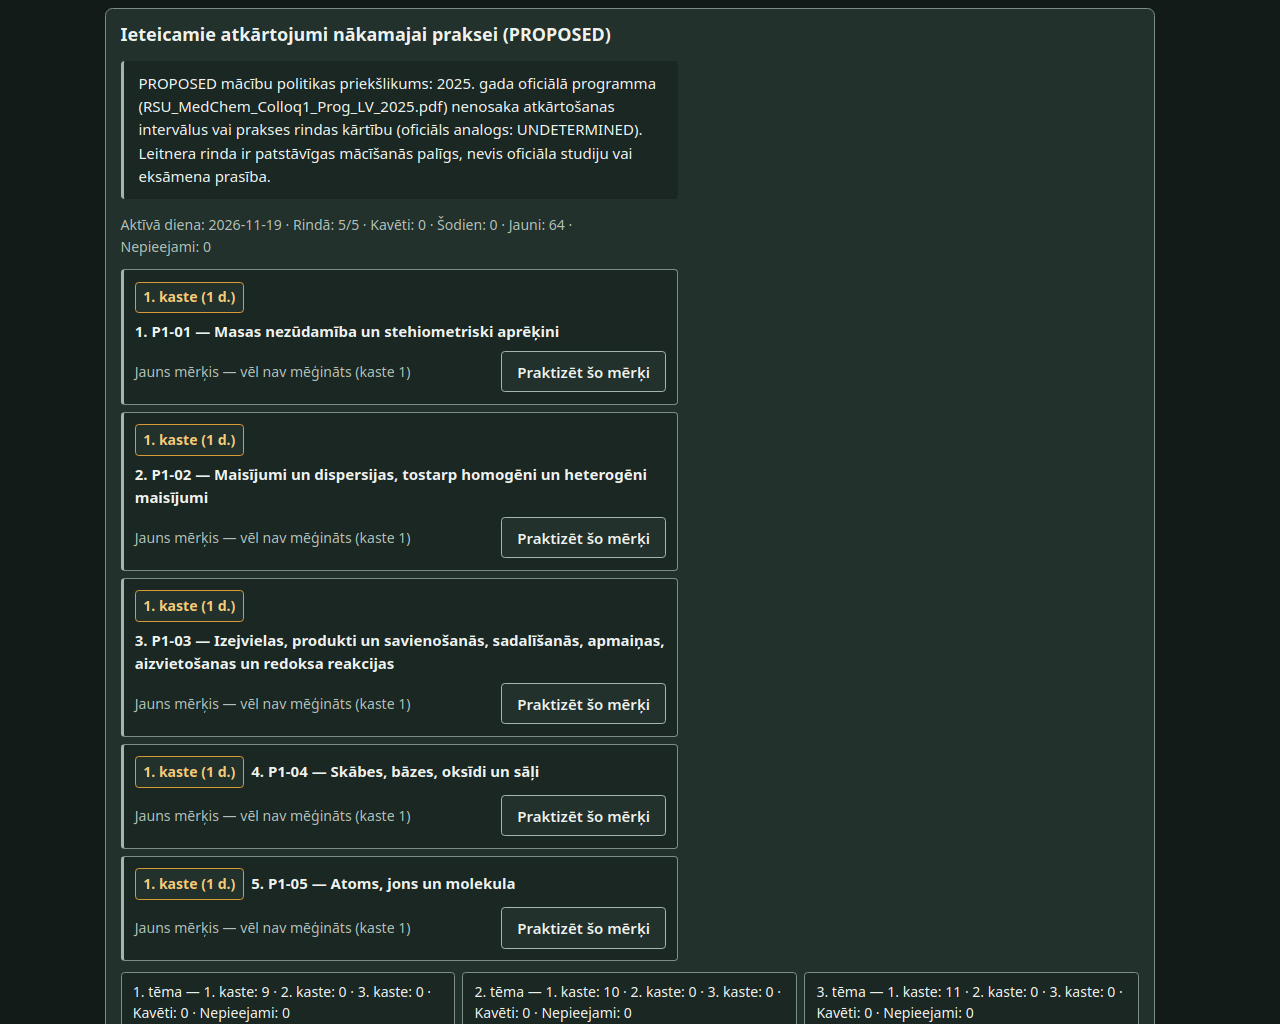 Ieteicamie atkārtojumi nākamajai praksei (PROPOSED)
PROPOSED mācību politikas priekšlikums: 2025. gada oficiālā programma
(RSU_MedChem_Colloq1_Prog_LV_2025.pdf) nenosaka atkārtošanas
intervālus vai prakses rindas kārtību (oficiāls analogs: UNDETERMINED).
Leitnera rinda ir patstāvīgas mācīšanās palīgs, nevis oficiāla studiju vai
eksāmena prasība.
Aktīvā diena: 2026-11-19 · Rindā: 5/5 · Kavēti: 0 · Šodien: 0 · Jauni: 64 ·
Nepieejami: 0
1. kaste (1 d.)
1. P1-01 — Masas nezūdamība un stehiometriski aprēķini
Jauns mērķis — vēl nav mēģināts (kaste 1)
Praktizēt šo mērķi
1. kaste (1 d.)
2. P1-02 — Maisījumi un dispersijas, tostarp homogēni un heterogēni
maisījumi
Jauns mērķis — vēl nav mēģināts (kaste 1)
Praktizēt šo mērķi
1. kaste (1 d.)
3. P1-03 — Izejvielas, produkti un savienošanās, sadalīšanās, apmaiņas,
aizvietošanas un redoksa reakcijas
Jauns mērķis — vēl nav mēģināts (kaste 1)
Praktizēt šo mērķi
1. kaste (1 d.) 4. P1-04 — Skābes, bāzes, oksīdi un sāļi
Jauns mērķis — vēl nav mēģināts (kaste 1)
Praktizēt šo mērķi
1. kaste (1 d.) 5. P1-05 — Atoms, jons un molekula
Jauns mērķis — vēl nav mēģināts (kaste 1)
Praktizēt šo mērķi
1. tēma — 1. kaste: 9 · 2. kaste: 0 · 3. kaste: 0 ·
Kavēti: 0 · Nepieejami: 0
2. tēma — 1. kaste: 10 · 2. kaste: 0 · 3. kaste: 0 ·
Kavēti: 0 · Nepieejami: 0
3. tēma — 1. kaste: 11 · 2. kaste: 0 · 3. kaste: 0 ·
Kavēti: 0 · Nepieejami: 0